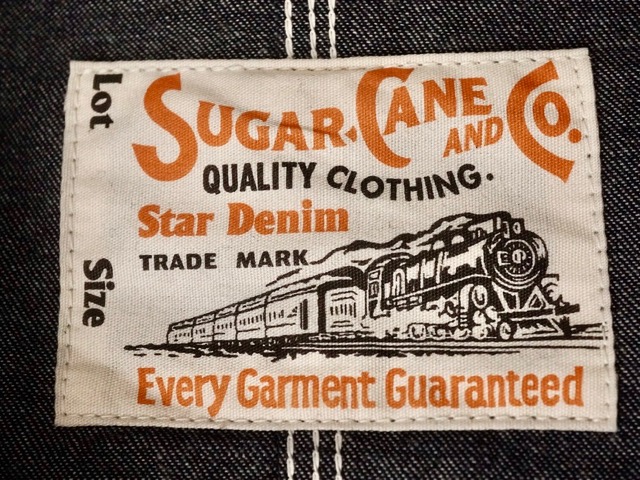 Lot
SUGAR CANE
AND CO.
QUALITY CLOTHING.
Star Denim
TRADE MARK
Size
Every Garment Guaranteed